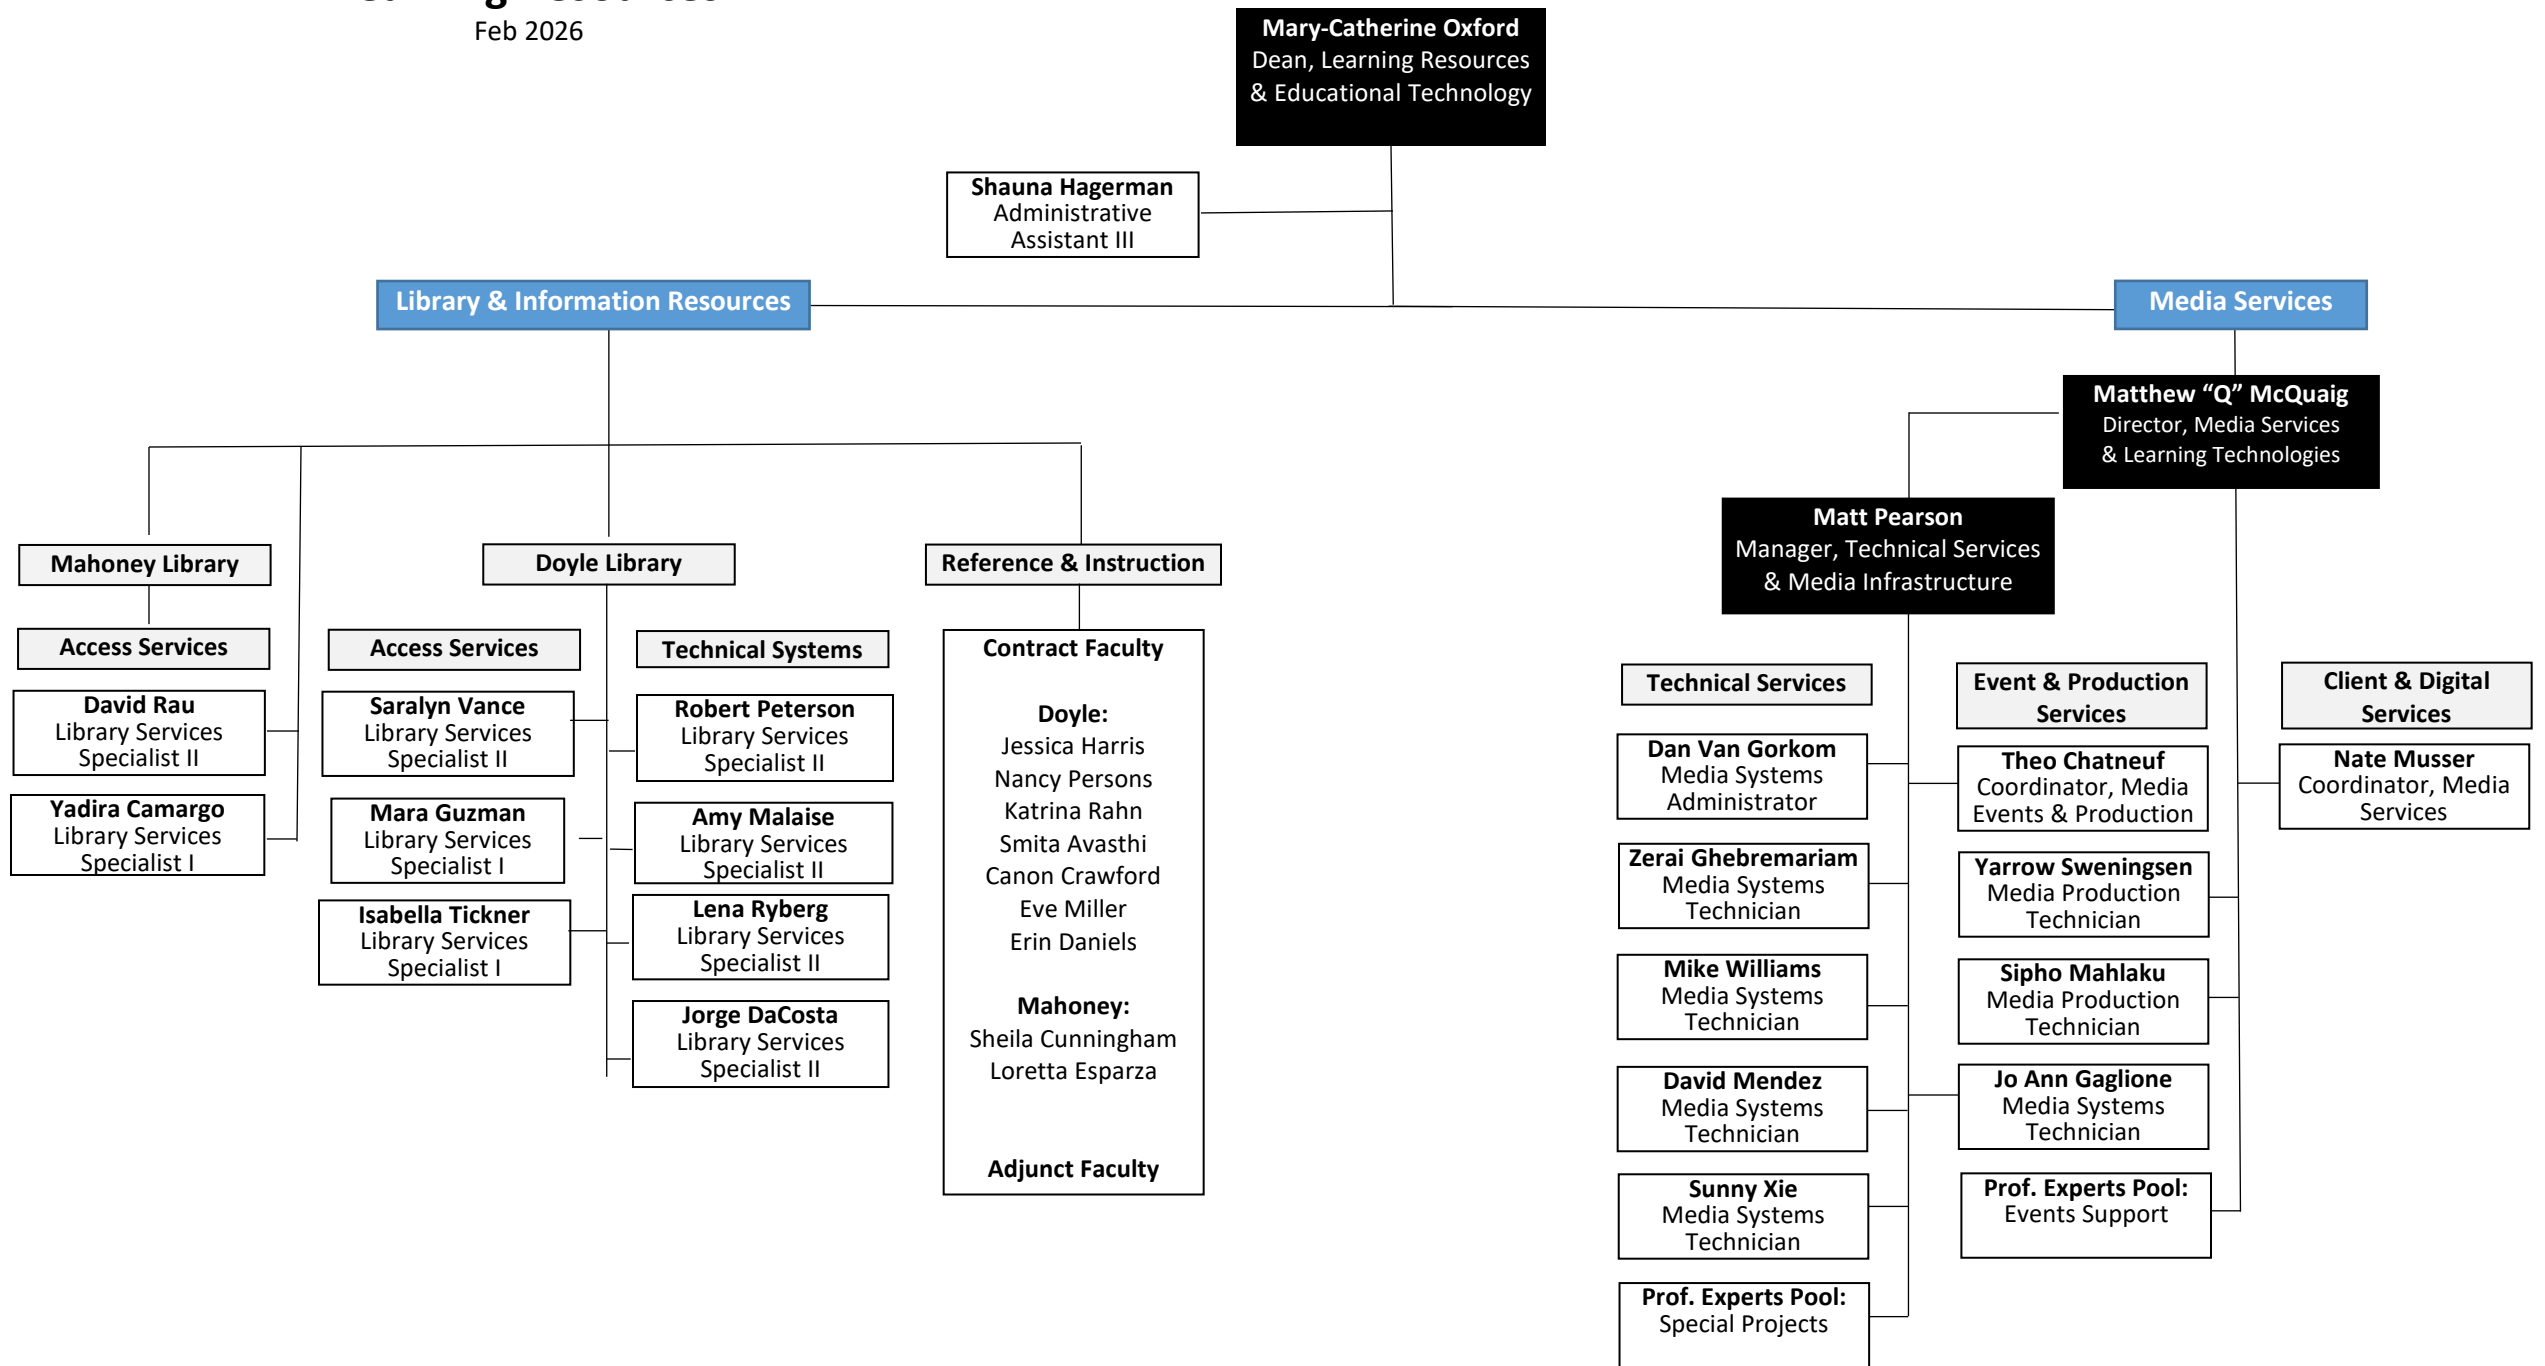 Feb 2026
Mary-Catherine Oxford
Dean, Learning Resources
& Educational Technology
Shauna Hagerman
Administrative
Assistant III
Library & Information Resources
Media Services
Matthew “Q” McQuaig
Director, Media Services
& Learning Technologies
Matt Pearson
Manager, Technical Services
& Media Infrastructure
Mahoney Library
Access Services
David Rau
Library Services
Specialist II
Yadira Camargo
Library Services
Specialist I
Doyle Library
Access Services
Saralyn Vance
Library Services
Specialist II
Mara Guzman
Library Services
Specialist I
Isabella Tickner
Library Services
Specialist I
Technical Systems
Robert Peterson
Library Services
Specialist II
Amy Malaise
Library Services
Specialist II
Lena Ryberg
Library Services
Specialist II
Jorge DaCosta
Library Services
Specialist II
Reference & Instruction
Contract Faculty
Doyle:
Jessica Harris
Nancy Persons
Katrina Rahn
Smita Avasthi
Canon Crawford
Eve Miller
Erin Daniels
Mahoney:
Sheila Cunningham
Loretta Esparza
Adjunct Faculty
Technical Services
Dan Van Gorkom
Media Systems
Administrator
Zerai Ghebremariam
Media Systems
Technician
Mike Williams
Media Systems
Technician
David Mendez
Media Systems
Technician
Sunny Xie
Media Systems
Technician
Prof. Experts Pool:
Special Projects
Event & Production
Services
Theo Chatneuf
Coordinator, Media
Events & Production
Yarrow Sweningsen
Media Production
Technician
Sipho Mahlaku
Media Production
Technician
Jo Ann Gaglione
Media Systems
Technician
Prof. Experts Pool:
Events Support
Client & Digital
Services
Nate Musser
Coordinator, Media
Services